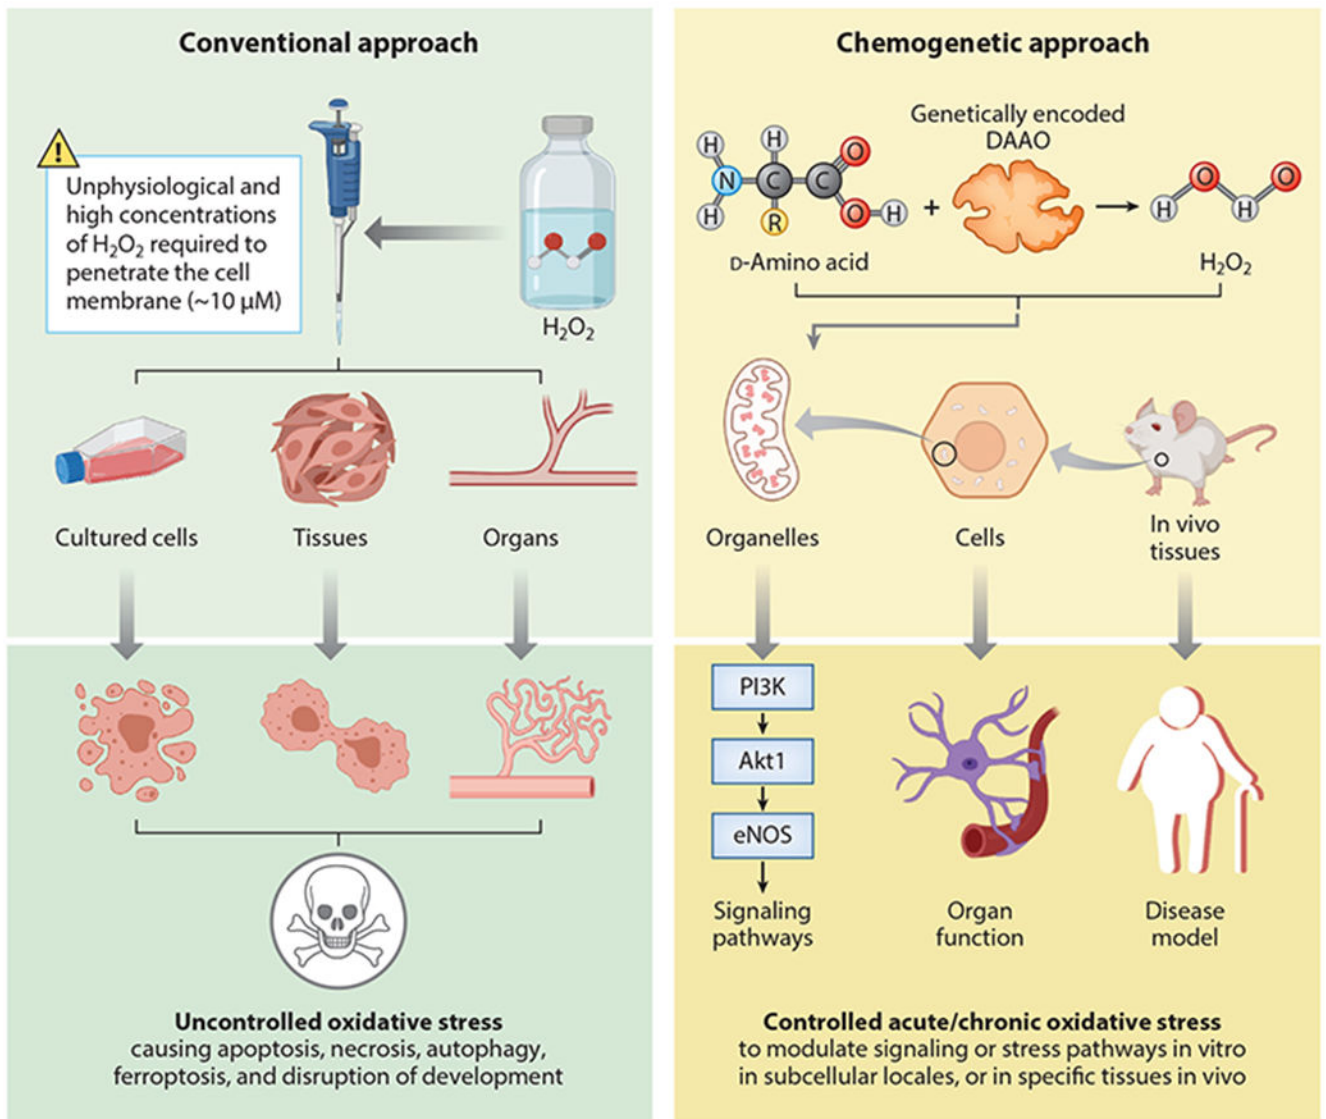 Conventional approach
!
Unphysiological and
high concentrations
of H₂O₂ required to
penetrate the cell
membrane (~10 µM)
H₂O₂
Cultured cells
Tissues
Organs
Uncontrolled oxidative stress
causing apoptosis, necrosis, autophagy,
ferroptosis, and disruption of development
Chemogenetic approach
Genetically encoded
DAAO
H
H
O
N
C
C
H
R
O
H
+
O
O
H
H
D-Amino acid
H₂O₂
Organelles
Cells
In vivo
tissues
PI3K
Akt1
eNOS
Signaling
pathways
Organ
function
Disease
model
Controlled acute/chronic oxidative stress
to modulate signaling or stress pathways in vitro
in subcellular locales, or in specific tissues in vivo